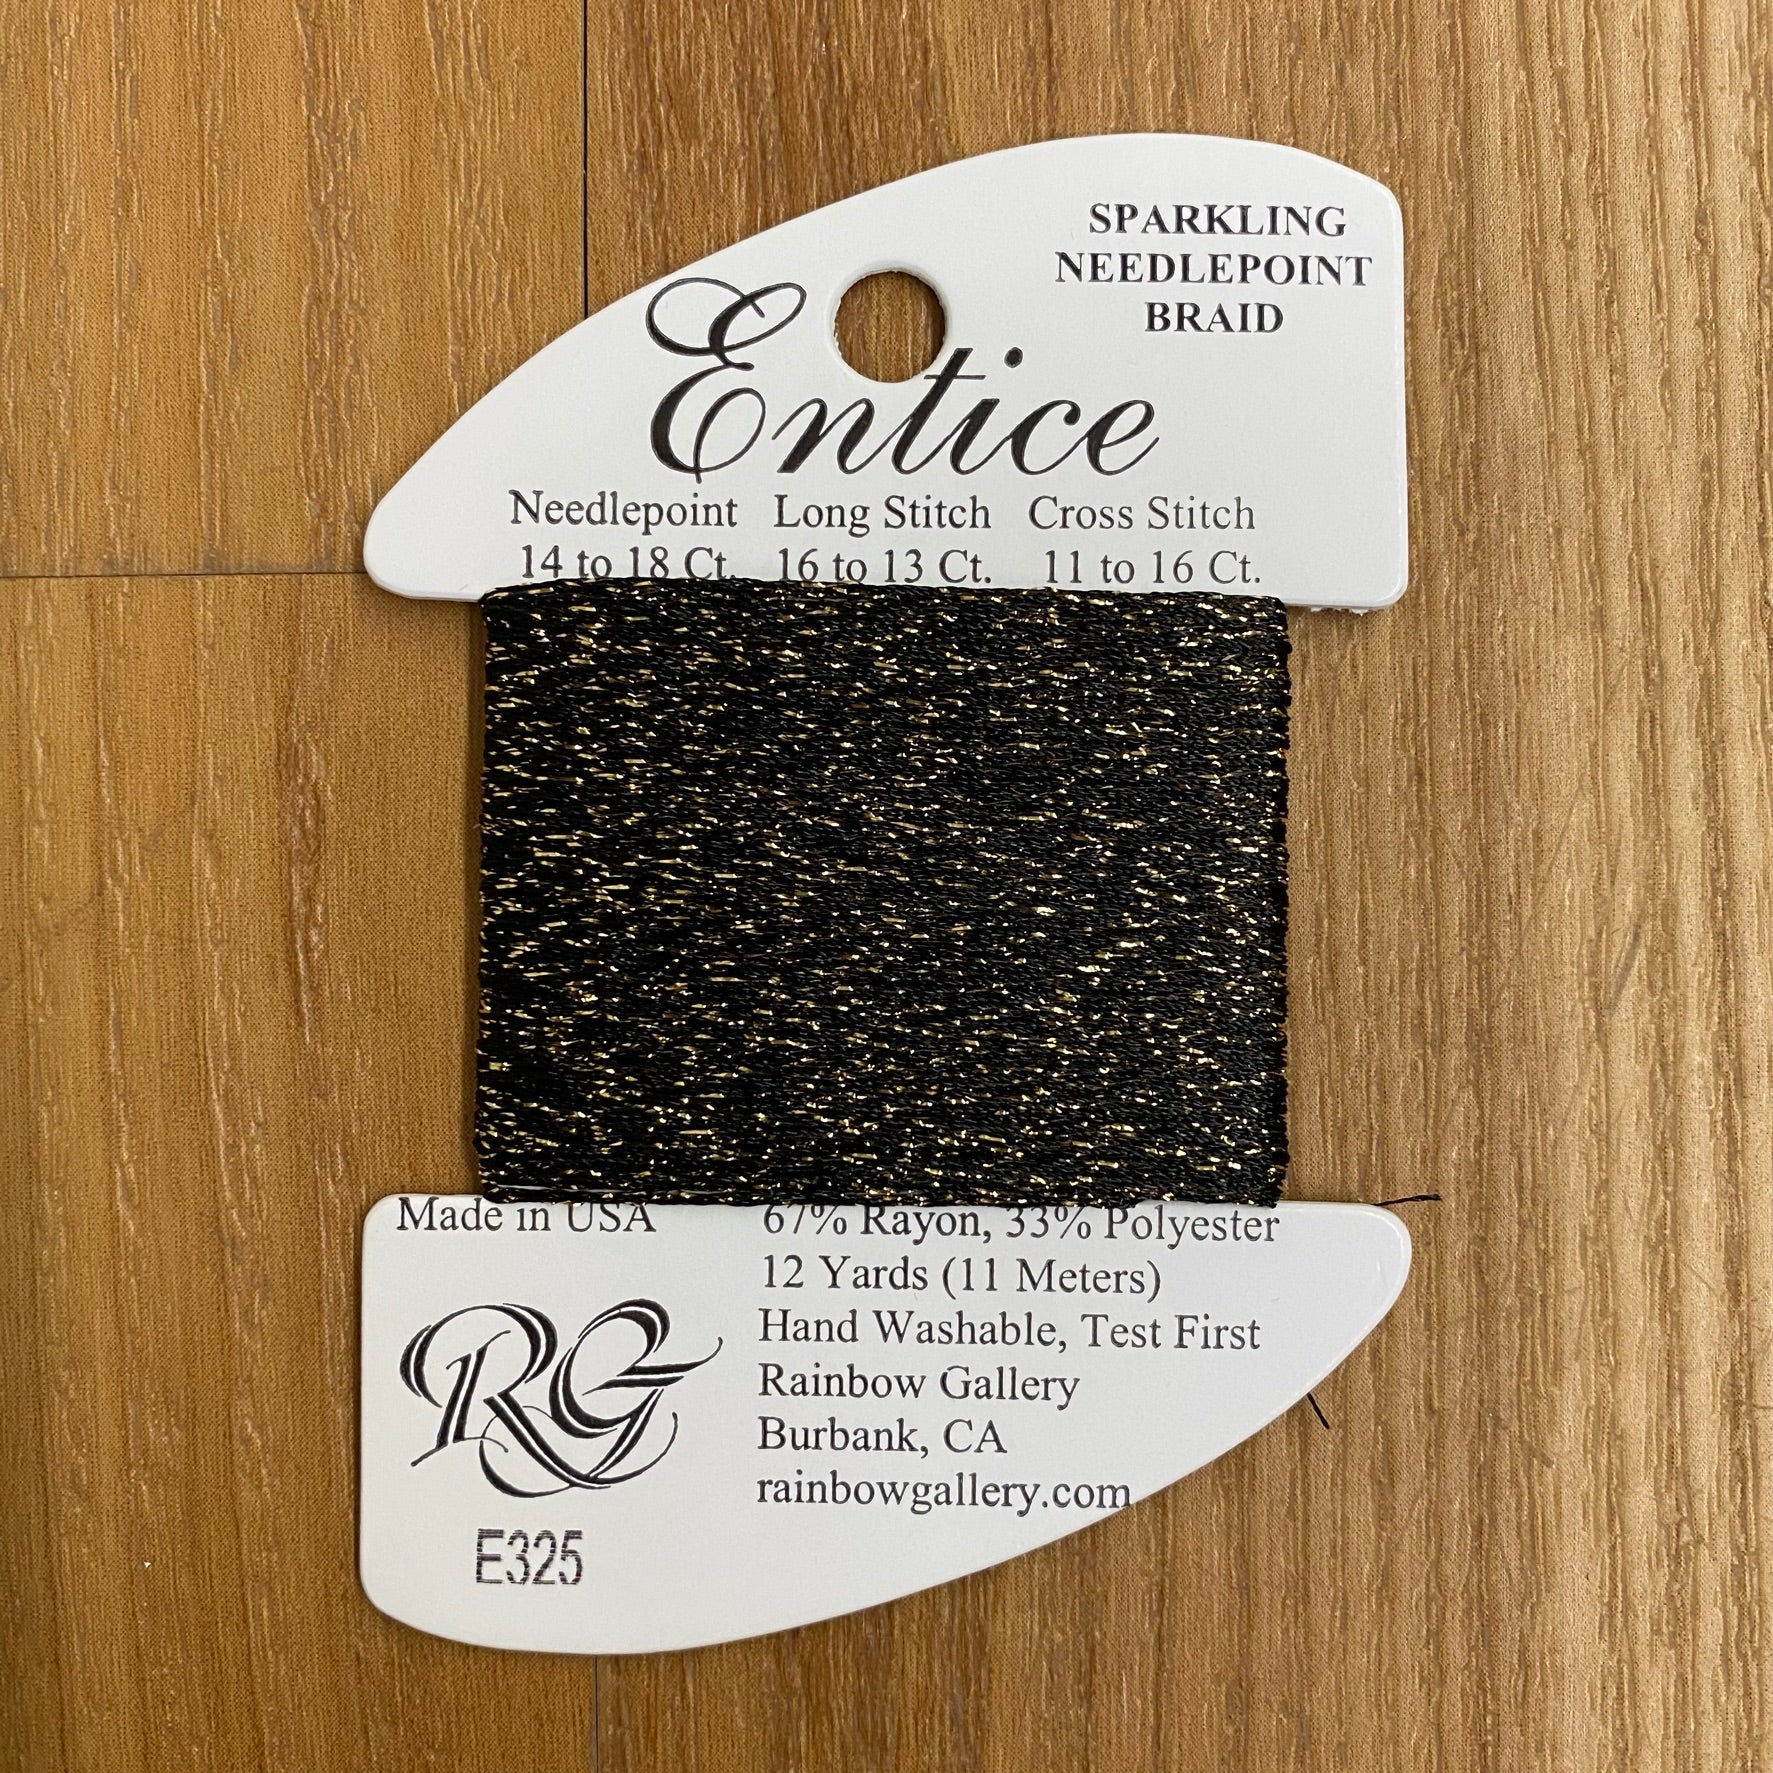 SPARKLING
NEEDLEPOINT
BRAID
Entice
Needlepoint Long Stitch Cross Stitch
14 to 18 Ct. 16 to 13 Ct. 11 to 16 Ct.
Made in USA
67% Rayon, 33% Polyester
12 Yards (11 Meters)
Hand Washable, Test First
Rainbow Gallery
Burbank, CA
rainbowgallery.com
RG
E325